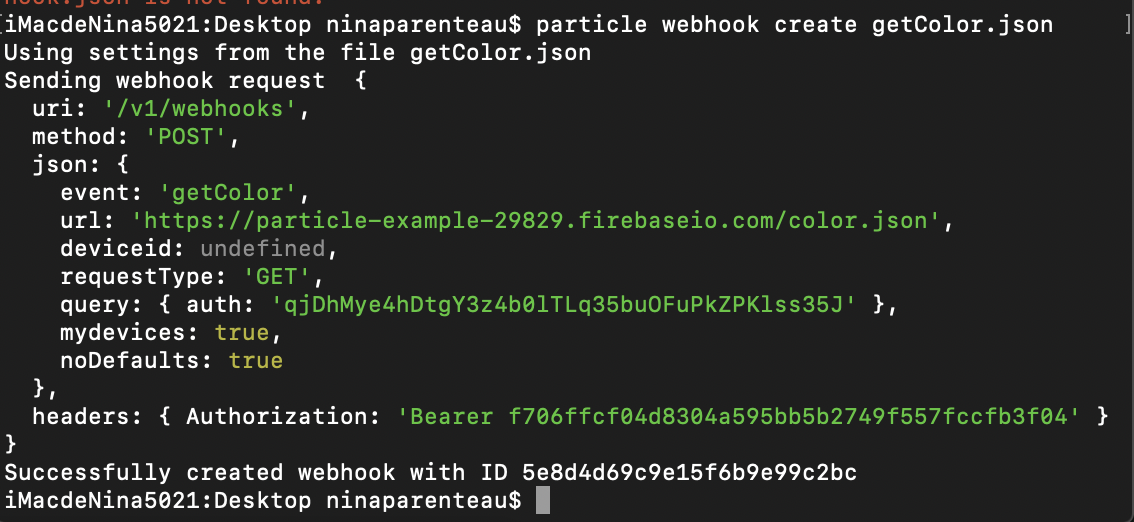 iMacdeNina5021:Desktop ninaparenteau$ particle webhook create getColor.json
Using settings from the file getColor.json
Sending webhook request  {
  uri: '/v1/webhooks',
  method: 'POST',
  json: {
    event: 'getColor',
    url: 'https://particle-example-29829.firebaseio.com/color.json',
    deviceid: undefined,
    requestType: 'GET',
    query: { auth: 'qjDhMye4hDtgY3z4b0lTLq35buOFuPkZPKlss35J' },
    mydevices: true,
    noDefaults: true
  },
  headers: { Authorization: 'Bearer f706ffcf04d8304a595bb5b2749f557fccfb3f04' }
}
Successfully created webhook with ID 5e8d4d69c9e15f6b9e99c2bc
iMacdeNina5021:Desktop ninaparenteau$